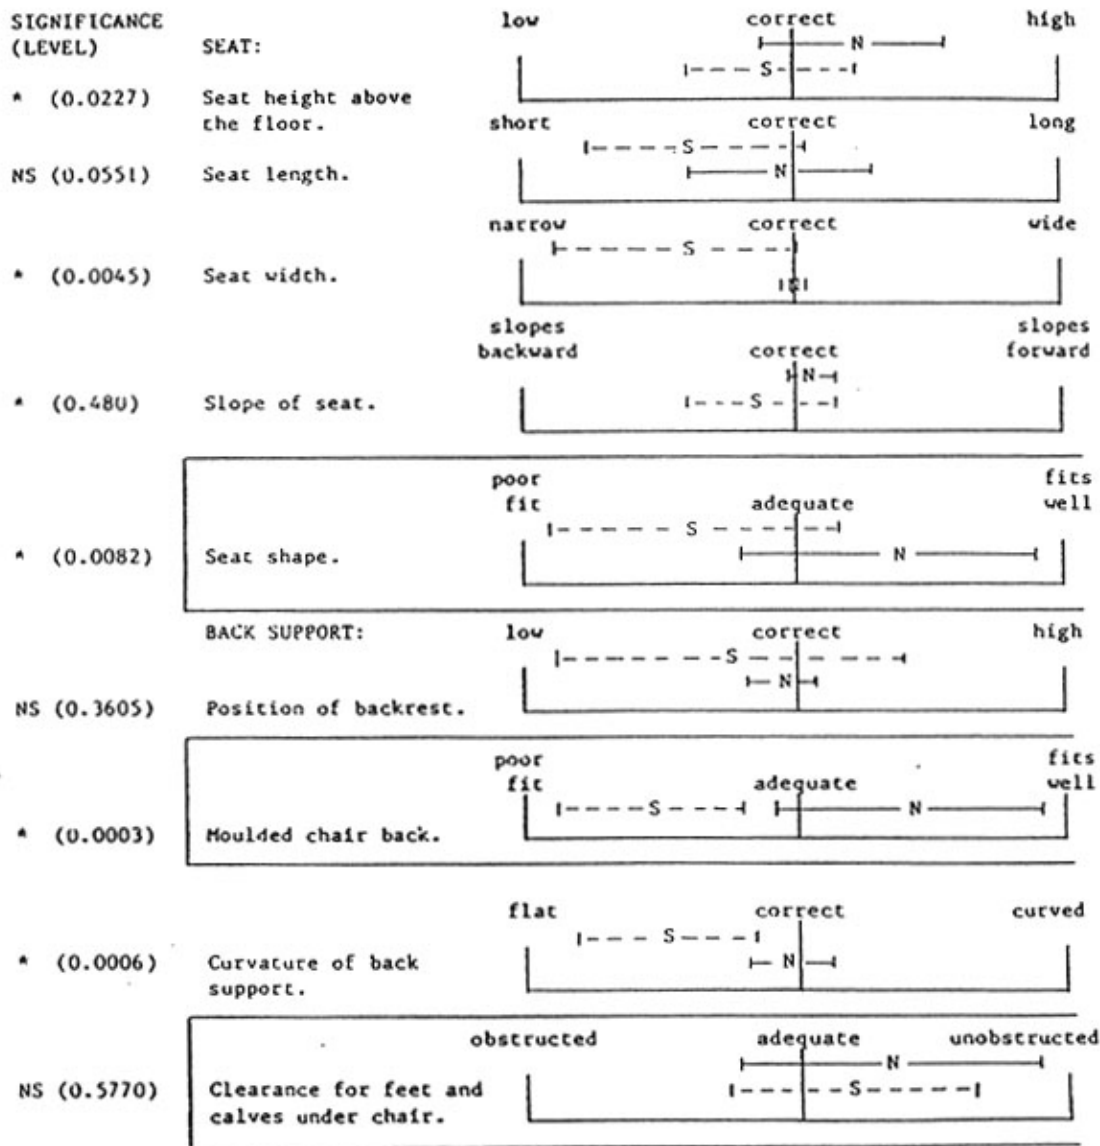 SIGNIFICANCE low correct high
(LEVEL) SEAT: N
S
* (0.0227) Seat height above
the floor. short correct long
S
NS (0.0551) Seat length. N
narrow correct wide
S
* (0.0045) Seat width. N
slopes slopes
backward correct forward
N
* (0.480) Slope of seat. S
poor fits
fit adequate well
S
* (0.0082) Seat shape. N
BACK SUPPORT: low correct high
S
N
NS (0.3605) Position of backrest.
poor fits
fit adequate well
S N
* (0.0003) Moulded chair back.
flat correct curved
S
* (0.0006) Curvature of back N
support.
obstructed adequate unobstructed
N
NS (0.5770) Clearance for feet and S
calves under chair.